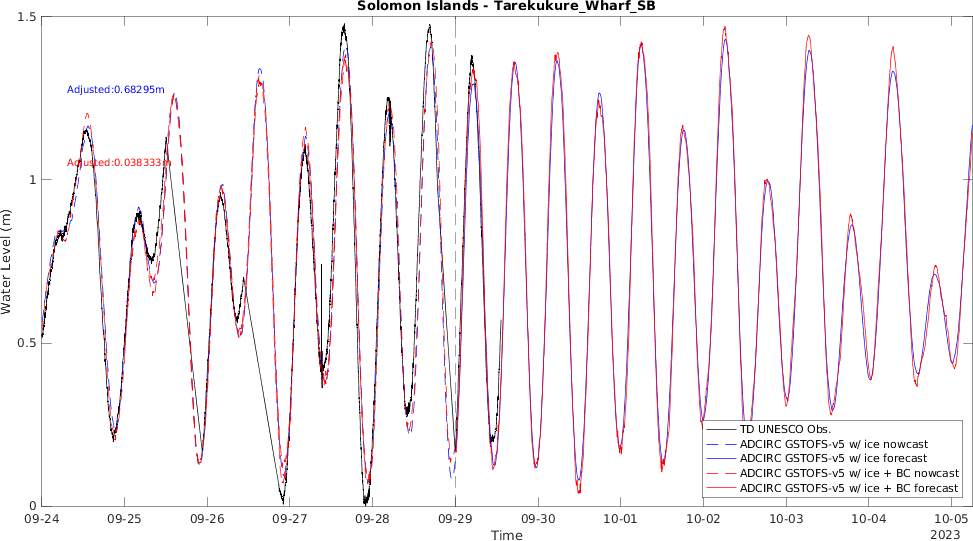 Solomon Islands - Tarekukure_Wharf_SB
1.5
Adjusted:0.68295m
Adjusted:0.038333m
1
Water Level (m)
0.5
TD UNESCO Obs.
ADCIRC GSTOFS-v5 w/ ice nowcast
ADCIRC GSTOFS-v5 w/ ice forecast
ADCIRC GSTOFS-v5 w/ ice + BC nowcast
ADCIRC GSTOFS-v5 w/ ice + BC forecast
0
09-24 09-25 09-26 09-27 09-28 09-29 09-30 10-01 10-02 10-03 10-04 10-05
Time
2023